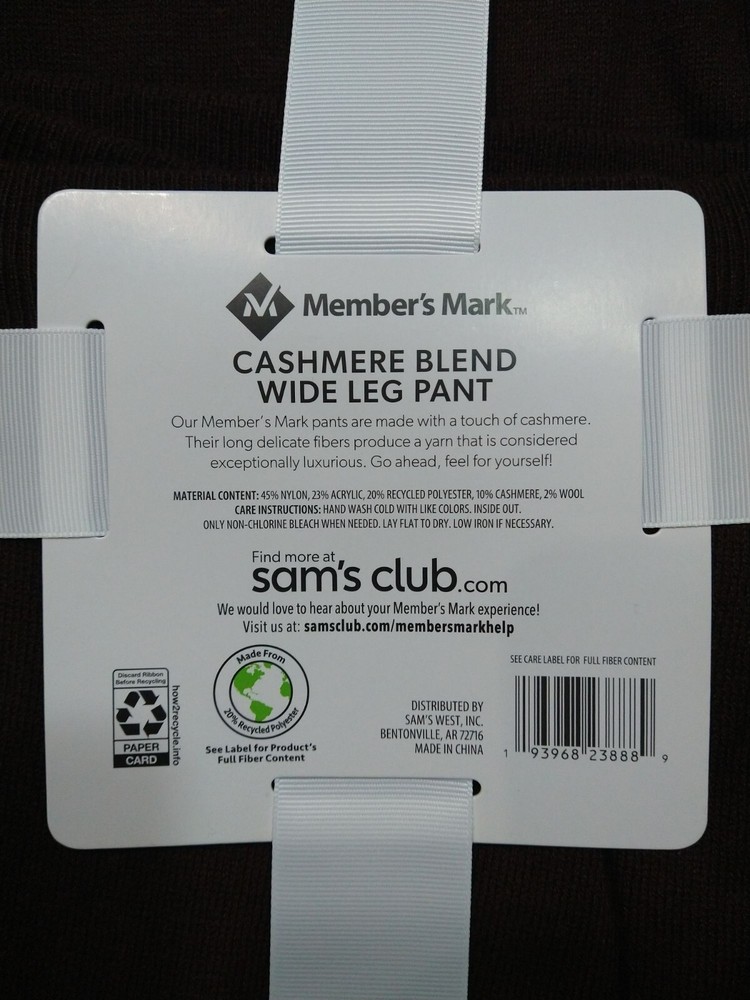 Member's Mark™
CASHMERE BLEND
WIDE LEG PANT
Our Member's Mark pants are made with a touch of cashmere.
Their long delicate fibers produce a yarn that is considered
exceptionally luxurious. Go ahead, feel for yourself!
MATERIAL CONTENT: 45% NYLON, 23% ACRYLIC, 20% RECYCLED POLYESTER, 10% CASHMERE, 2% WOOL
CARE INSTRUCTIONS: HAND WASH COLD WITH LIKE COLORS. INSIDE OUT.
ONLY NON-CHLORINE BLEACH WHEN NEEDED. LAY FLAT TO DRY. LOW IRON IF NECESSARY.
Find more at
sam's club.com
We would love to hear about your Member's Mark experience!
Visit us at: samsclub.com/membersmarkhelp
Discard Ribbon
Before Recycling
PAPER
CARD
how2recycle.info
Made From
20% Recycled Polyester
See Label for Product's
Full Fiber Content
DISTRIBUTED BY
SAM'S WEST, INC.
BENTONVILLE, AR 72716
MADE IN CHINA
SEE CARE LABEL FOR FULL FIBER CONTENT
1 93968 23888 9